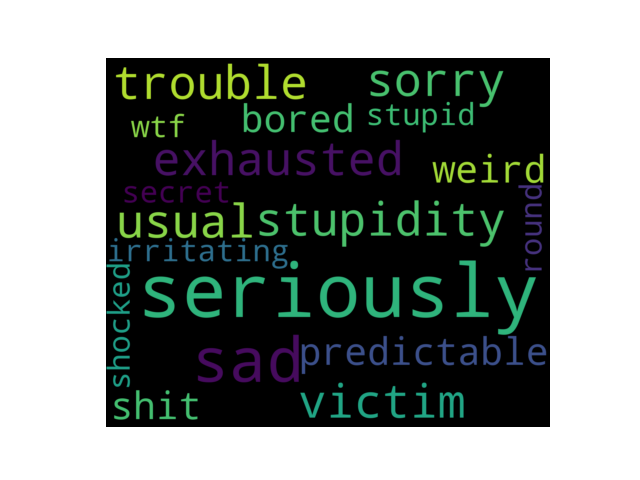 trouble sorry
wtf bored stupid
exhausted weird
secret
usual stupidity round
irritating
shocked seriously
sad predictable
shit victim